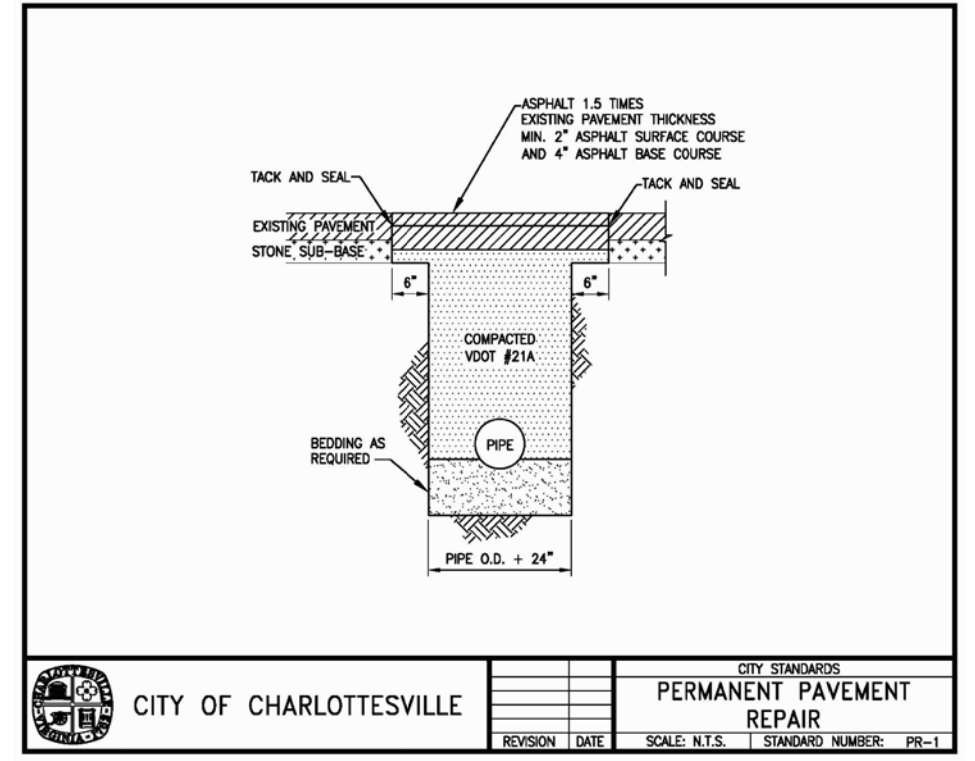 ASPHALT 1.5 TIMES
EXISTING PAVEMENT THICKNESS
MIN. 2" ASPHALT SURFACE COURSE
AND 4" ASPHALT BASE COURSE
TACK AND SEAL
TACK AND SEAL
EXISTING PAVEMENT
STONE SUB-BASE
6"
6"
COMPACTED
VDOT #21A
PIPE
BEDDING AS
REQUIRED
PIPE O.D. + 24"
CHARLOTTESVILLE
VIRGINIA
CITY OF CHARLOTTESVILLE
REVISION DATE
CITY STANDARDS
PERMANENT PAVEMENT
REPAIR
SCALE: N.T.S. STANDARD NUMBER: PR-1